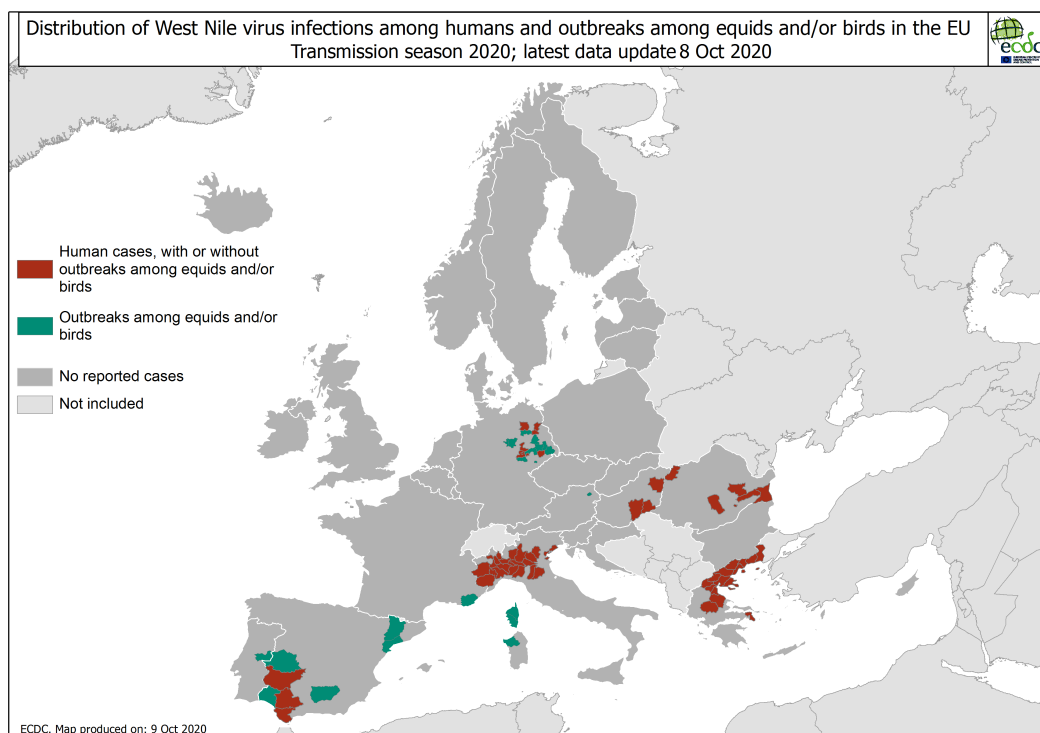 Distribution of West Nile virus infections among humans and outbreaks among equids and/or birds in the EU
Transmission season 2020; latest data update 8 Oct 2020
ecdc
Human cases, with or without
outbreaks among equids and/or
birds
Outbreaks among equids and/or
birds
No reported cases
Not included
ECDC. Map produced on: 9 Oct 2020